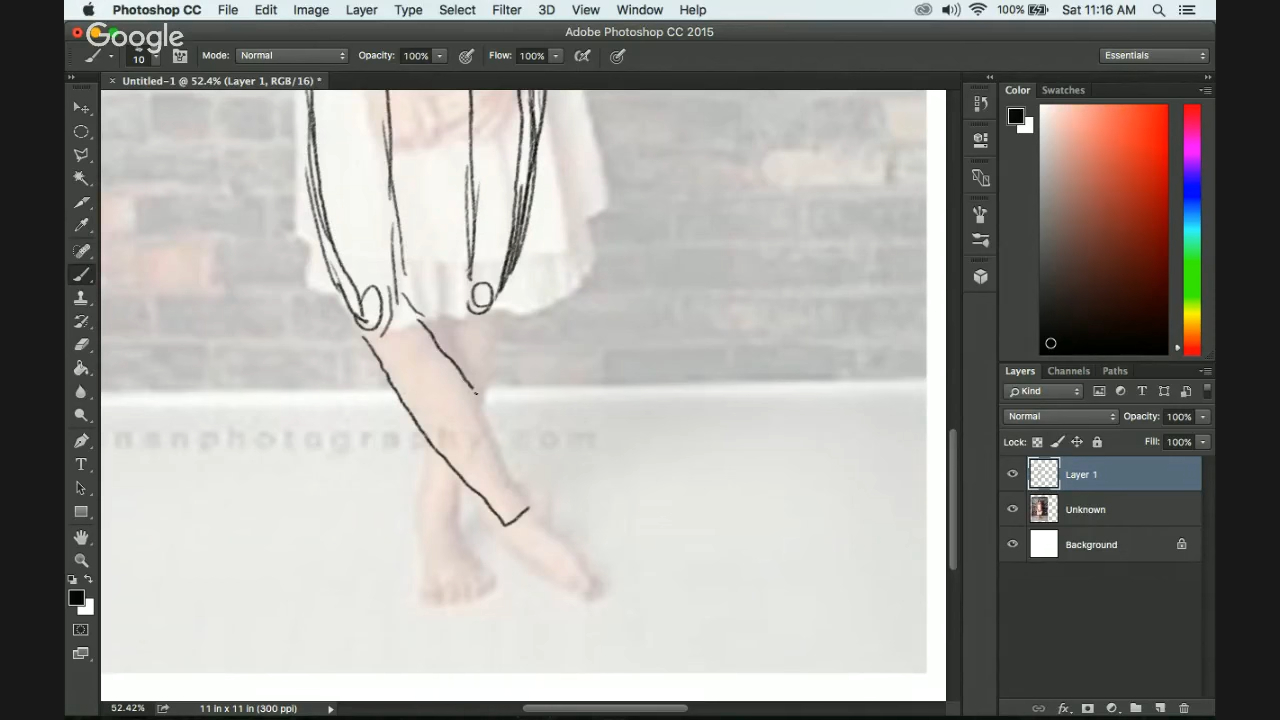 Photoshop CC File Edit Image Layer Type Select Filter 3D View Window Help 100% Sat 11:16 AM
Google
Adobe Photoshop CC 2015
10 Mode: Normal Opacity: 100% Flow: 100% Essentials
Untitled-1 @ 52.4% (Layer 1, RGB/16) *
Color Swatches
Layers Channels Paths
Kind
Normal Opacity: 100%
Lock: Fill: 100%
nanphotography.com
Layer 1
Unknown
Background
52.42% 11 in x 11 in (300 ppi)